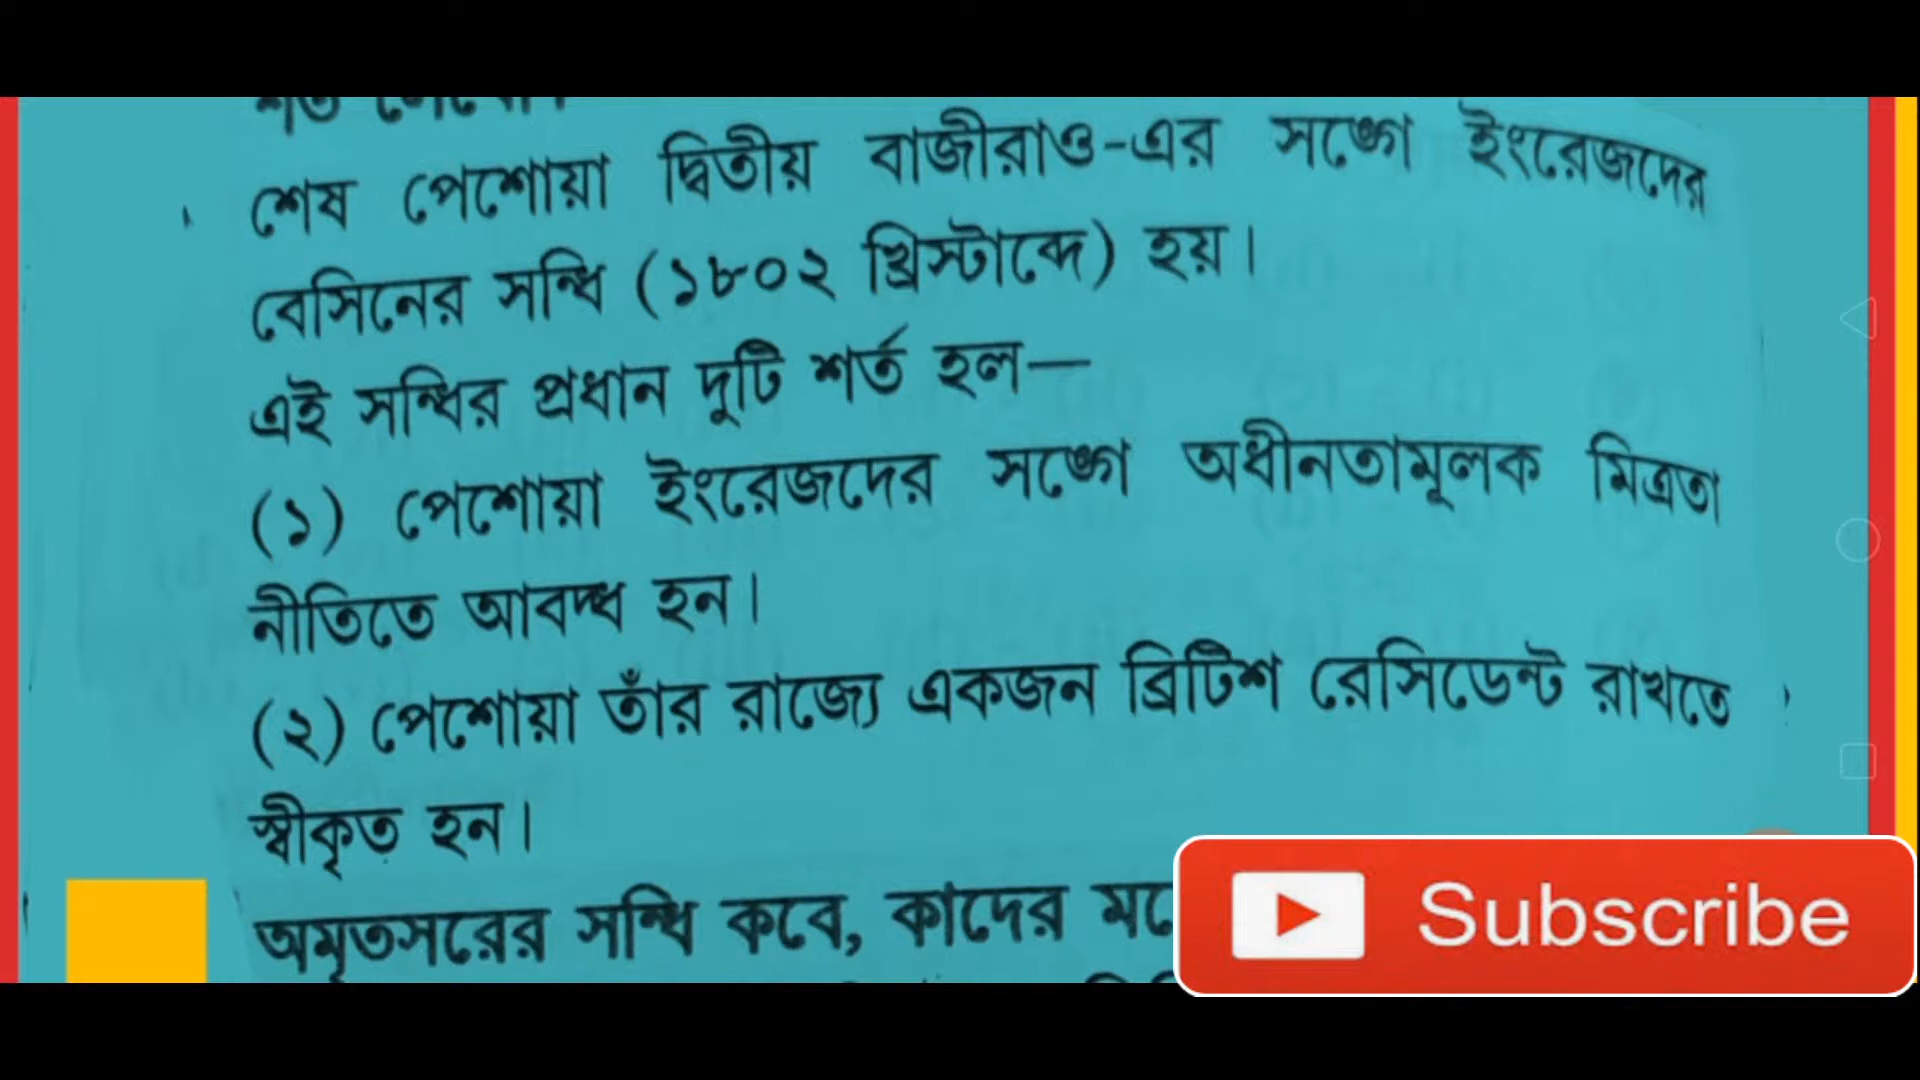 শেষ পেশোয়া দ্বিতীয় বাজীরাও-এর সঙ্গে ইংরেজদের
বেসিনের সন্ধি (১৮০২ খ্রিস্টাব্দে) হয়।
এই সন্ধির প্রধান দুটি শর্ত হল—
(১) পেশোয়া ইংরেজদের সঙ্গে অধীনতামূলক মিত্রতা
নীতিতে আবদ্ধ হন।
(২) পেশোয়া তাঁর রাজ্যে একজন ব্রিটিশ রেসিডেন্ট রাখতে
স্বীকৃত হন।
অমৃতসরের সন্ধি কবে, কাদের
Subscribe